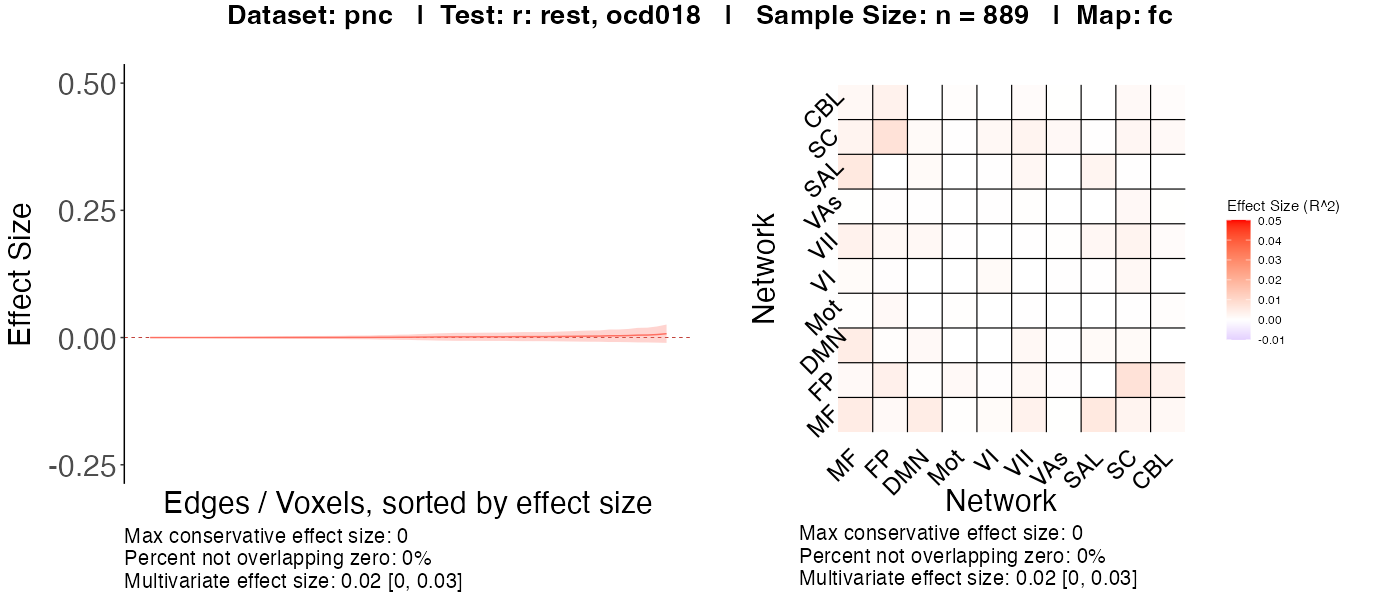 Dataset: pnc | Test: r: rest, ocd018 | Sample Size: n = 889 | Map: fc
0.50
0.25
0.00
-0.25
Effect Size
Edges / Voxels, sorted by effect size
Max conservative effect size: 0
Percent not overlapping zero: 0%
Multivariate effect size: 0.02 [0, 0.03]
Network
CBL
SC
SAL
VAs
VII
VI
Mot
DMN
FP
MF
MF
FP
DMN
Mot
VI
VII
VAs
SAL
SC
CBL
Network
Max conservative effect size: 0
Percent not overlapping zero: 0%
Multivariate effect size: 0.02 [0, 0.03]
Effect Size (R^2)
0.05
0.04
0.03
0.02
0.01
0.00
-0.01